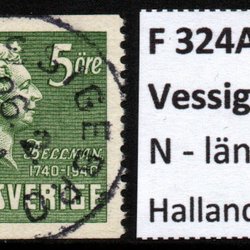 5 ÖRE
BELLMAN
1740-1940
SVERIGE
F 324A
Vessig
N - län
Halland